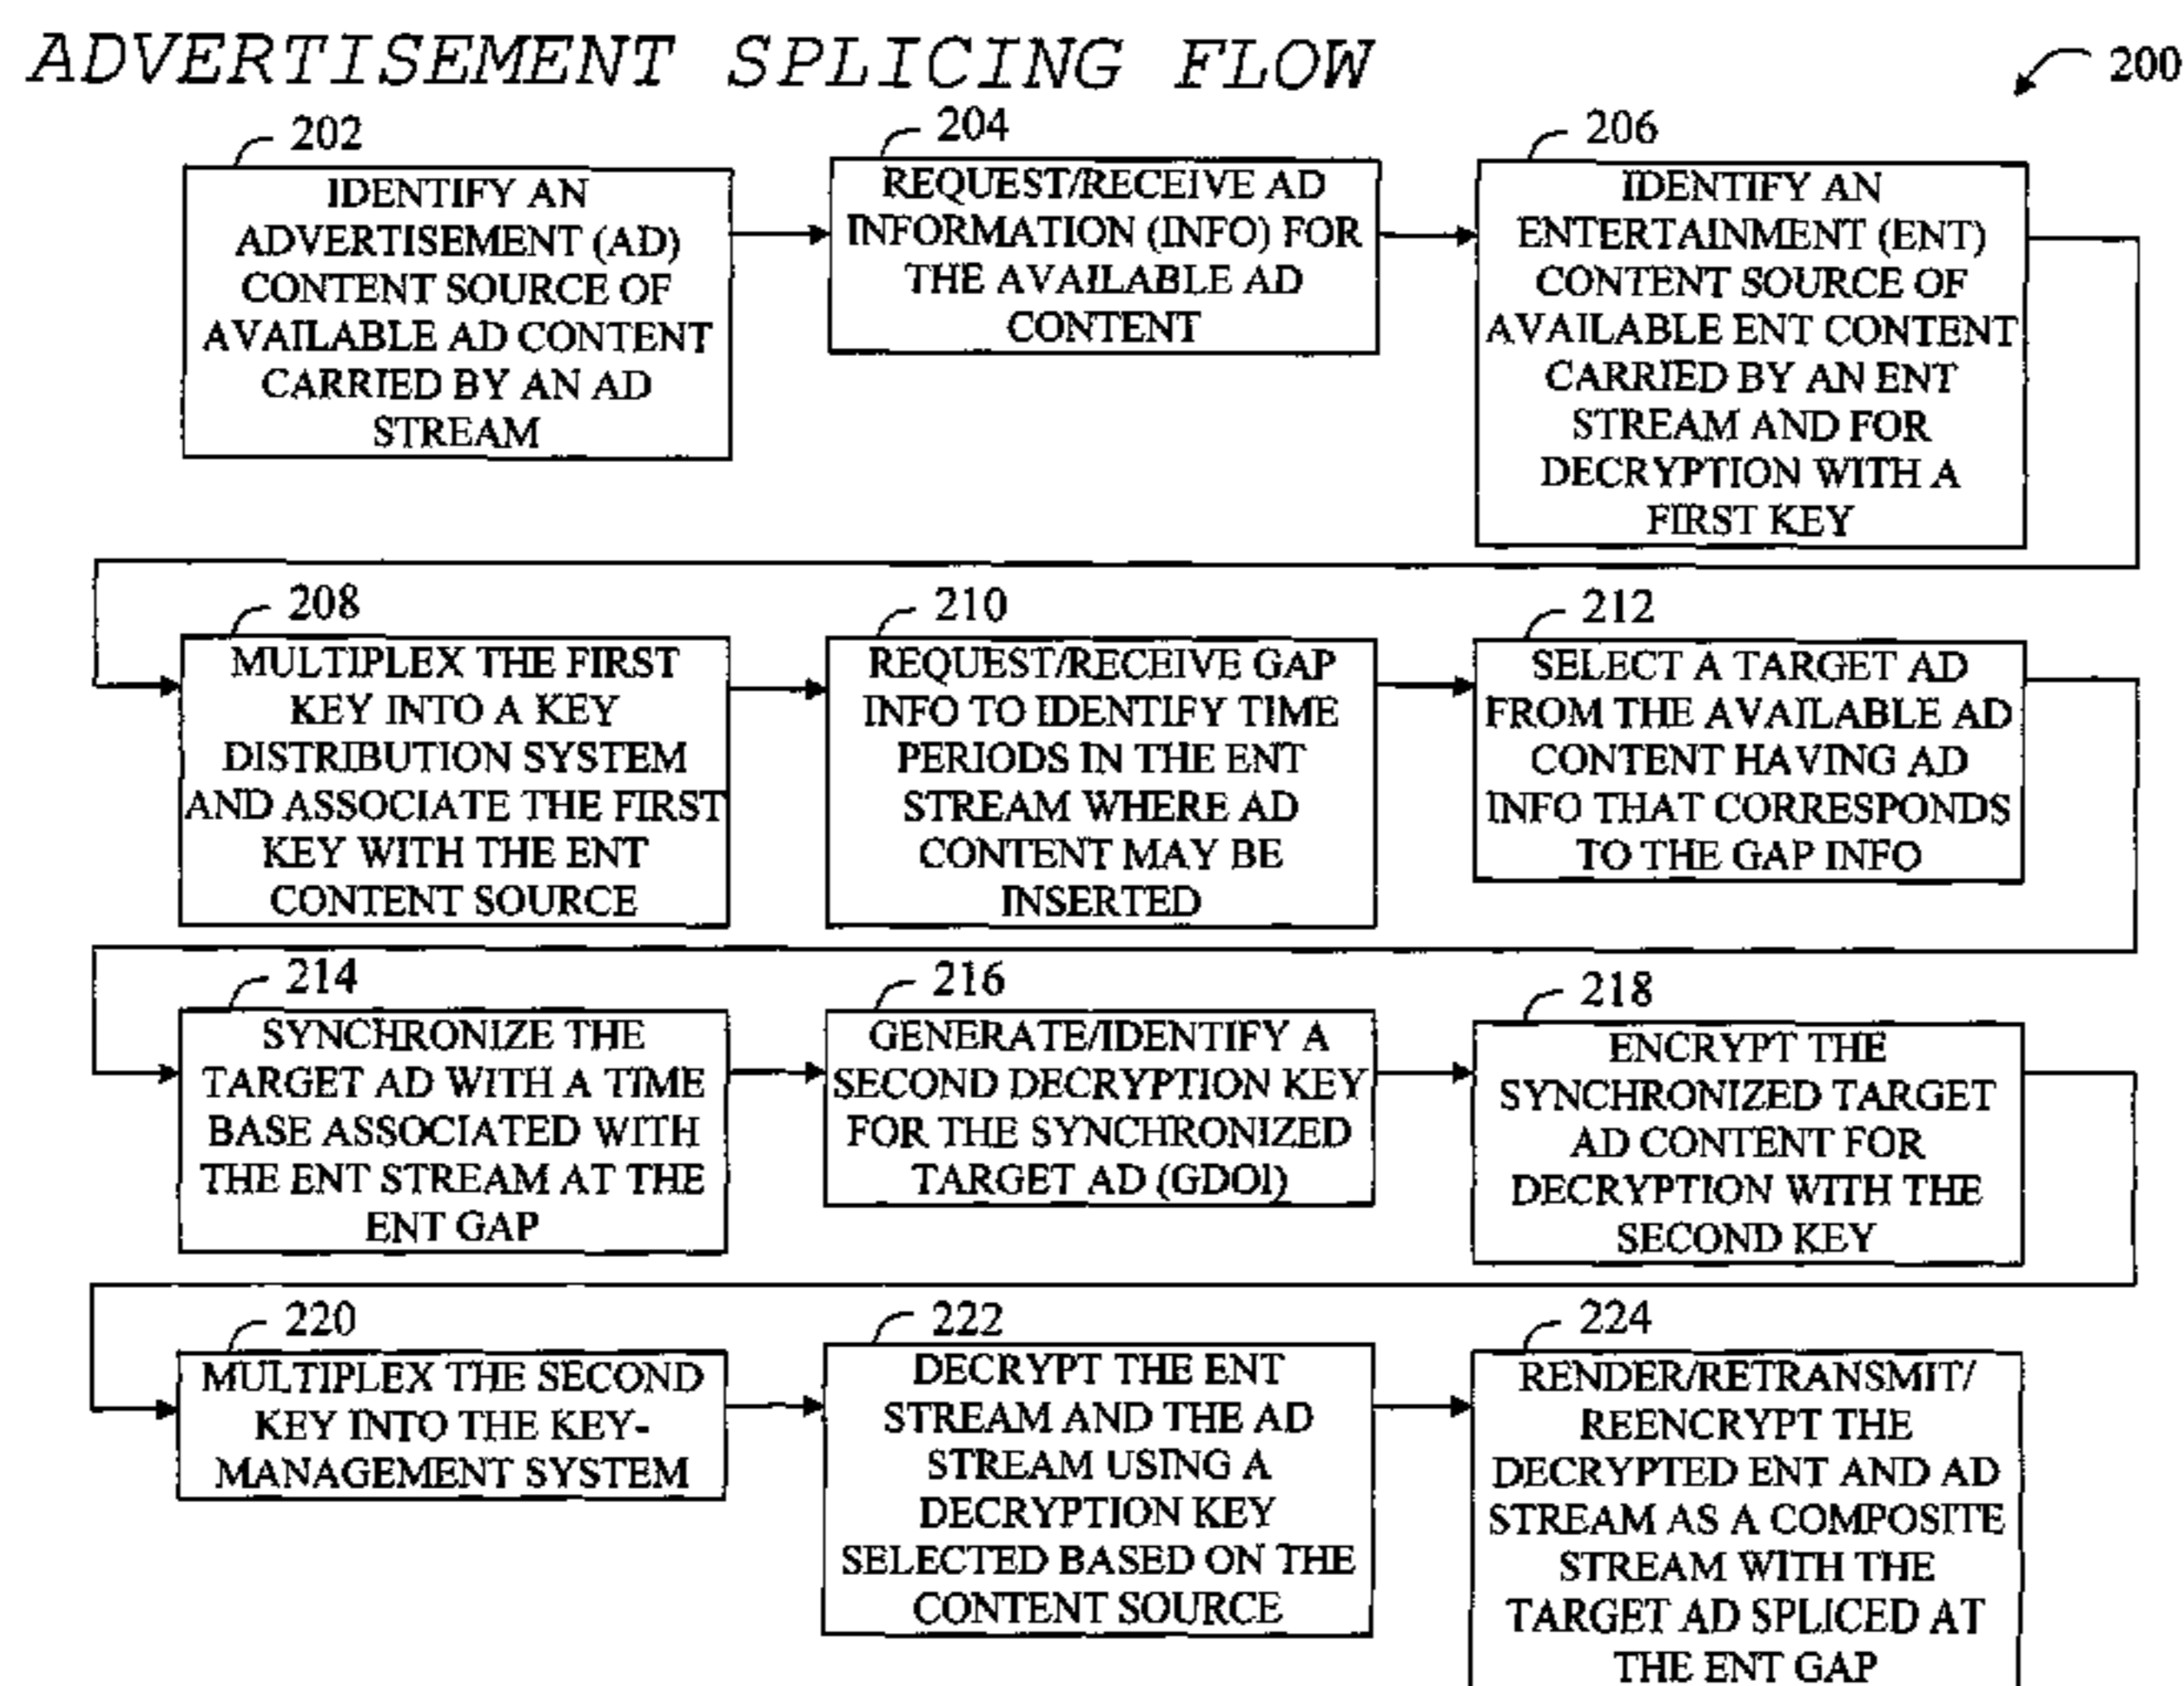 ADVERTISEMENT SPLICING FLOW
200
202
IDENTIFY AN
ADVERTISEMENT (AD)
CONTENT SOURCE OF
AVAILABLE AD CONTENT
CARRIED BY AN AD
STREAM
204
REQUEST/RECEIVE AD
INFORMATION (INFO) FOR
THE AVAILABLE AD
CONTENT
206
IDENTIFY AN
ENTERTAINMENT (ENT)
CONTENT SOURCE OF
AVAILABLE ENT CONTENT
CARRIED BY AN ENT
STREAM AND FOR
DECRYPTION WITH A
FIRST KEY
208
MULTIPLEX THE FIRST
KEY INTO A KEY
DISTRIBUTION SYSTEM
AND ASSOCIATE THE FIRST
KEY WITH THE ENT
CONTENT SOURCE
210
REQUEST/RECEIVE GAP
INFO TO IDENTIFY TIME
PERIODS IN THE ENT
STREAM WHERE AD
CONTENT MAY BE
INSERTED
212
SELECT A TARGET AD
FROM THE AVAILABLE AD
CONTENT HAVING AD
INFO THAT CORRESPONDS
TO THE GAP INFO
214
SYNCHRONIZE THE
TARGET AD WITH A TIME
BASE ASSOCIATED WITH
THE ENT STREAM AT THE
ENT GAP
216
GENERATE/IDENTIFY A
SECOND DECRYPTION KEY
FOR THE SYNCHRONIZED
TARGET AD (GDOI)
218
ENCRYPT THE
SYNCHRONIZED TARGET
AD CONTENT FOR
DECRYPTION WITH THE
SECOND KEY
220
MULTIPLEX THE SECOND
KEY INTO THE KEY-
MANAGEMENT SYSTEM
222
DECRYPT THE ENT
STREAM AND THE AD
STREAM USING A
DECRYPTION KEY
SELECTED BASED ON THE
CONTENT SOURCE
224
RENDER/RETRANSMIT/
REENCRYPT THE
DECRYPTED ENT AND AD
STREAM AS A COMPOSITE
STREAM WITH THE
TARGET AD SPLICED AT
THE ENT GAP